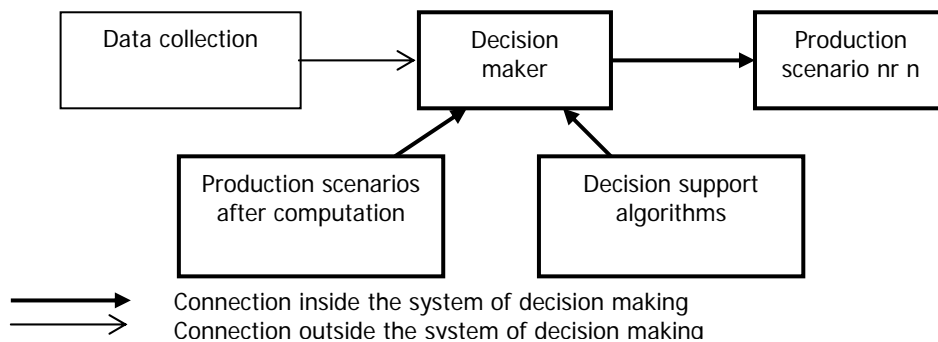 Data collection
Decision
maker
Production
scenario nr n
Production scenarios
after computation
Decision support
algorithms
Connection inside the system of decision making
Connection outside the system of decision making